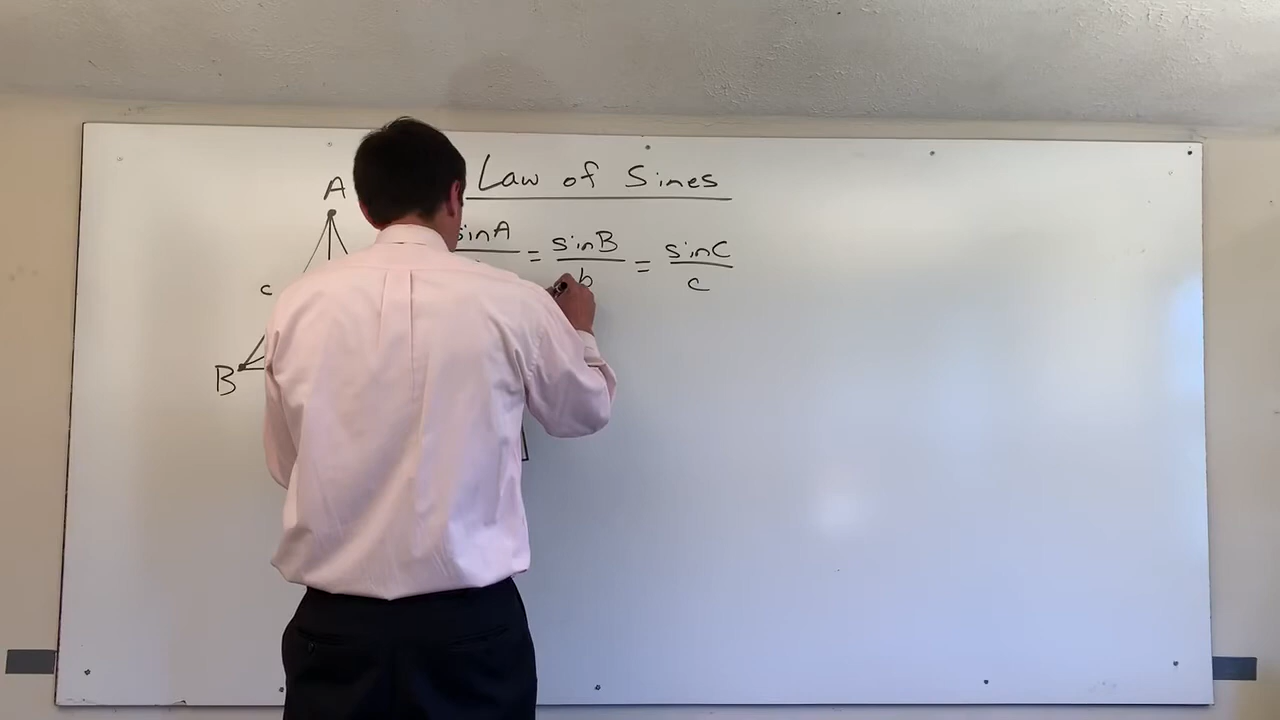 Law of Sines
A
sinA = sinB/b = sinC/c
c
B